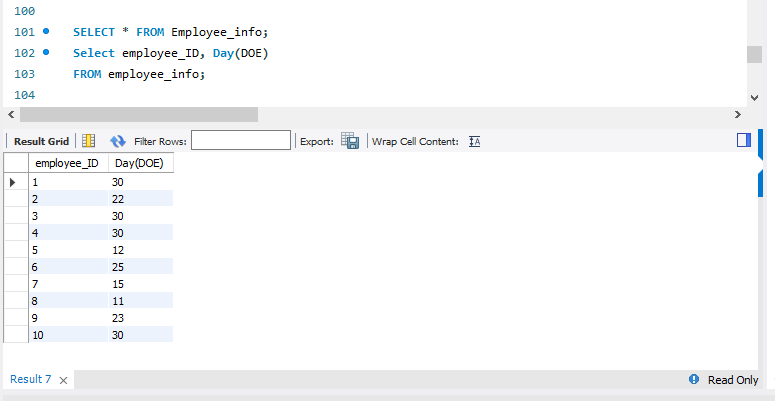 100
101 SELECT * FROM Employee_info;
102 Select employee_ID, Day(DOE)
103 FROM employee_info;
104
Result Grid Filter Rows: Export: Wrap Cell Content: IA
employee_ID Day(DOE)
1 30
2 22
3 30
4 30
5 12
6 25
7 15
8 11
9 23
10 30
Result 7 Read Only